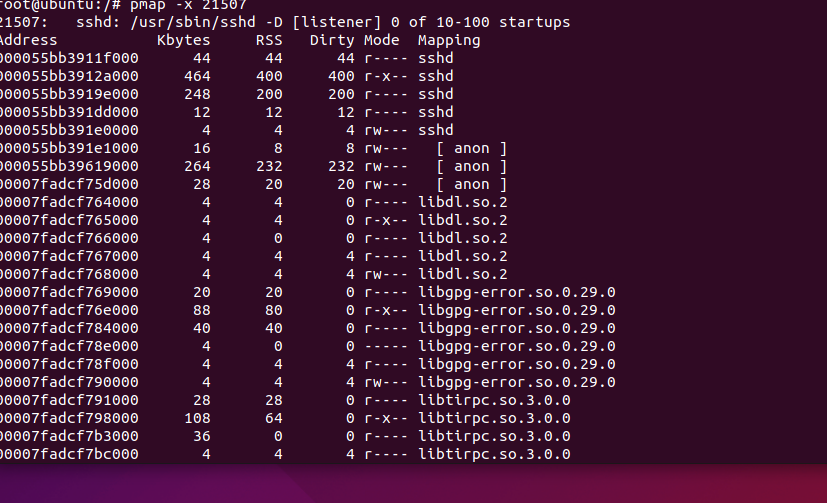 root@ubuntu:/# pmap -x 21507
21507:   sshd: /usr/sbin/sshd -D [listener] 0 of 10-100 startups
Address           Kbytes     RSS   Dirty Mode  Mapping
000055bb3911f000      44      44      44 r---- sshd
000055bb3912a000     464     400     400 r-x-- sshd
000055bb3919e000     248     200     200 r---- sshd
000055bb391dd000      12      12      12 r---- sshd
000055bb391e0000       4       4       4 rw--- sshd
000055bb391e1000      16       8       8 rw---   [ anon ]
000055bb39619000     264     232     232 rw---   [ anon ]
00007fadcf75d000      28      20      20 rw---   [ anon ]
00007fadcf764000       4       4       0 r---- libdl.so.2
00007fadcf765000       4       4       0 r-x-- libdl.so.2
00007fadcf766000       4       0       0 r---- libdl.so.2
00007fadcf767000       4       4       4 r---- libdl.so.2
00007fadcf768000       4       4       4 rw--- libdl.so.2
00007fadcf769000      20      20       0 r---- libgpg-error.so.0.29.0
00007fadcf76e000      88      80       0 r-x-- libgpg-error.so.0.29.0
00007fadcf784000      40      40       0 r---- libgpg-error.so.0.29.0
00007fadcf78e000       4       0       0 ----- libgpg-error.so.0.29.0
00007fadcf78f000       4       4       4 r---- libgpg-error.so.0.29.0
00007fadcf790000       4       4       4 rw--- libgpg-error.so.0.29.0
00007fadcf791000      28      28       0 r---- libtirpc.so.3.0.0
00007fadcf798000     108      64       0 r-x-- libtirpc.so.3.0.0
00007fadcf7b3000      36       0       0 r---- libtirpc.so.3.0.0
00007fadcf7bc000       4       4       4 r---- libtirpc.so.3.0.0